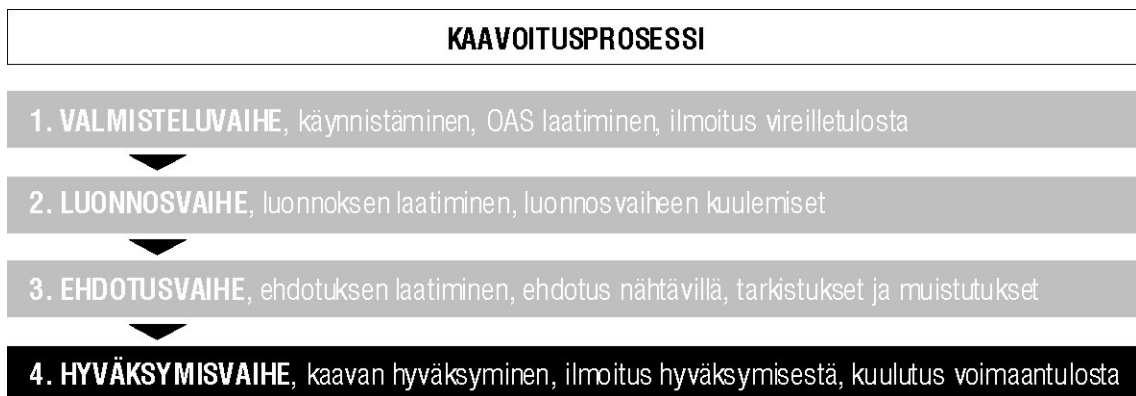 KAAVOITUSPROSESSI
1. VALMISTELUVAIHE, käynnistäminen, OAS laatiminen, ilmoitus vireilletulosta
2. LUONNOSVAIHE, luonnoksen laatiminen, luonnosvaiheen kuulemiset
3. EHDOTUSVAIHE, ehdotuksen laatiminen, ehdotus nähtävillä, tarkistukset ja muistutukset
4. HYVÄKSYMISVAIHE, kaavan hyväksyminen, ilmoitus hyväksymisestä, kuulutus voimaantulosta